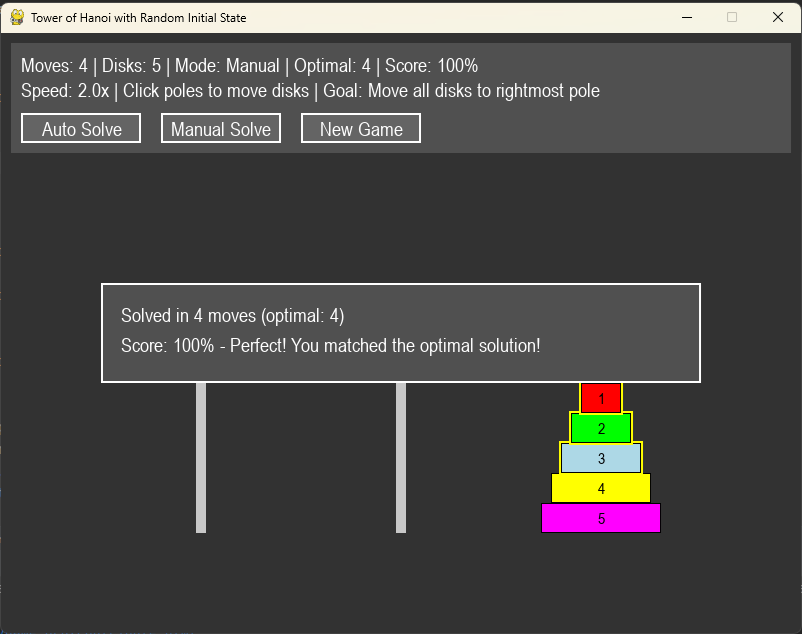 Tower of Hanoi with Random Initial State
Moves: 4 | Disks: 5 | Mode: Manual | Optimal: 4 | Score: 100%
Speed: 2.0x | Click poles to move disks | Goal: Move all disks to rightmost pole
Auto Solve Manual Solve New Game
Solved in 4 moves (optimal: 4)
Score: 100% - Perfect! You matched the optimal solution!
1
2
3
4
5